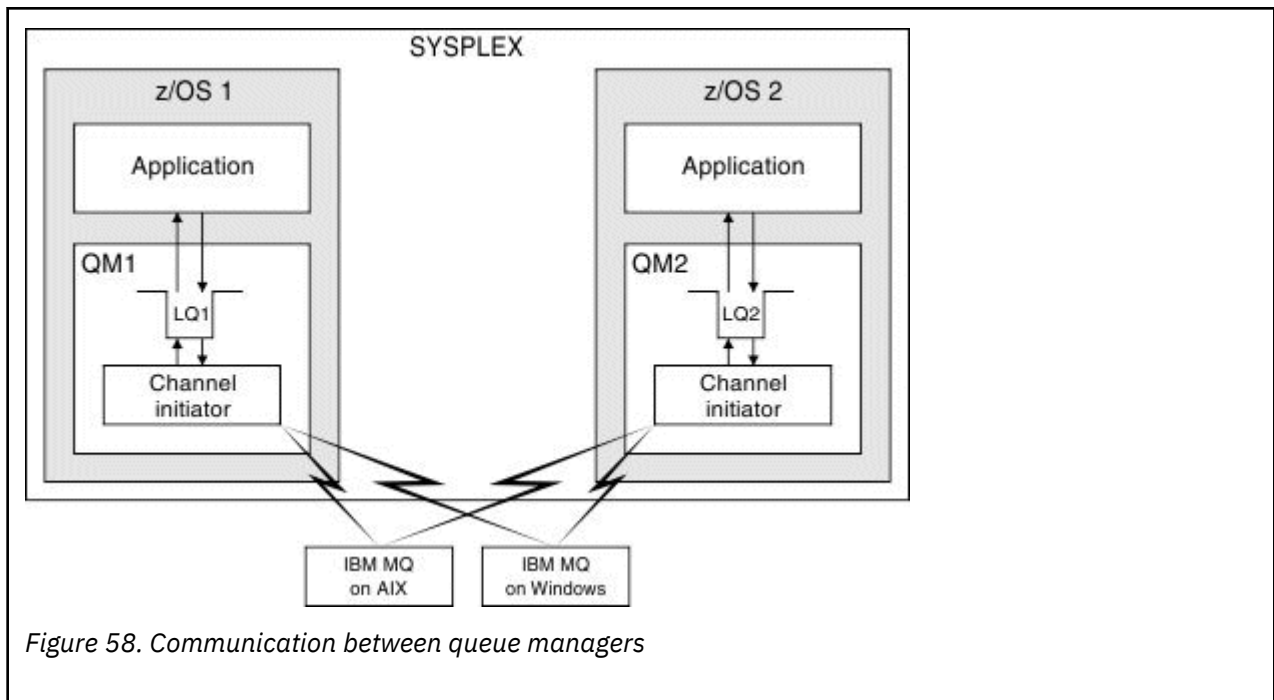 SYSPLEX
z/OS 1
Application
QM1
LQ1
Channel
initiator
z/OS 2
Application
QM2
LQ2
Channel
initiator
IBM MQ
on AIX
IBM MQ
on Windows
Figure 58. Communication between queue managers